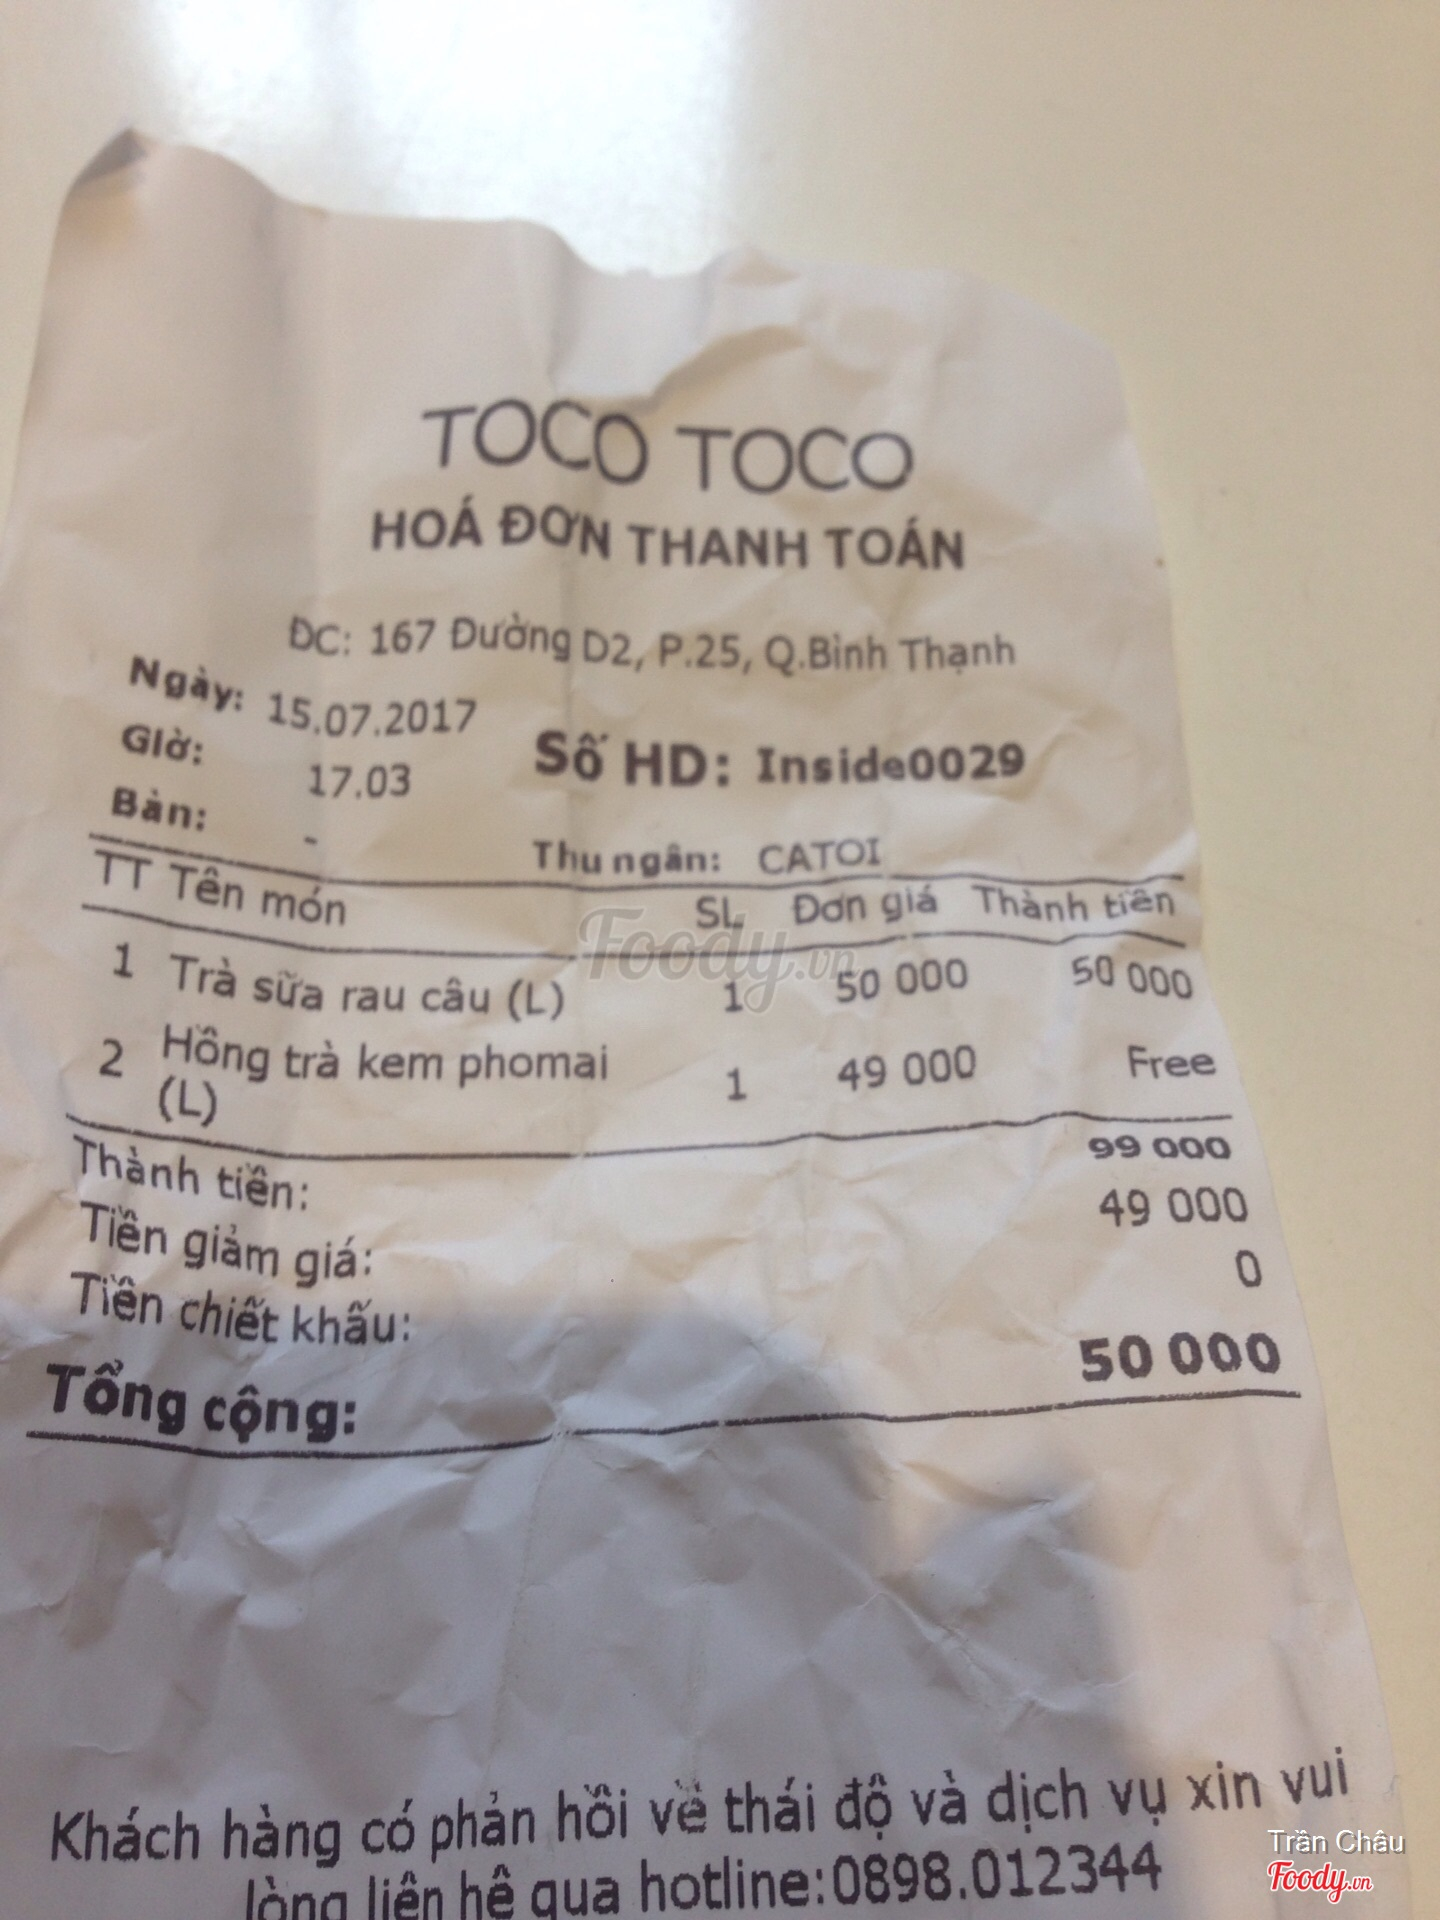 TOCO TOCO
HOÁ ĐƠN THANH TOÁN
ĐC: 167 Đường D2, P.25, Q.Bình Thạnh
Ngày: 15.07.2017
Giờ: 17.03 Số HD: Inside0029
Bàn: - Thu ngân: CATOI
TT Tên món SL Đơn giá Thành tiền
1 Trà sữa rau câu (L) 1 50 000 50 000
2 Hồng trà kem phomai 1 49 000 Free
(L)
Thành tiền: 99 000
Tiền giảm giá: 49 000
Tiền chiết khấu: 0
Tổng cộng: 50 000
Khách hàng có phản hồi về thái độ và dịch vụ xin vui
lòng liên hệ qua hotline:0898.012344
Foody.vn
Trần Châu
Foody.vn